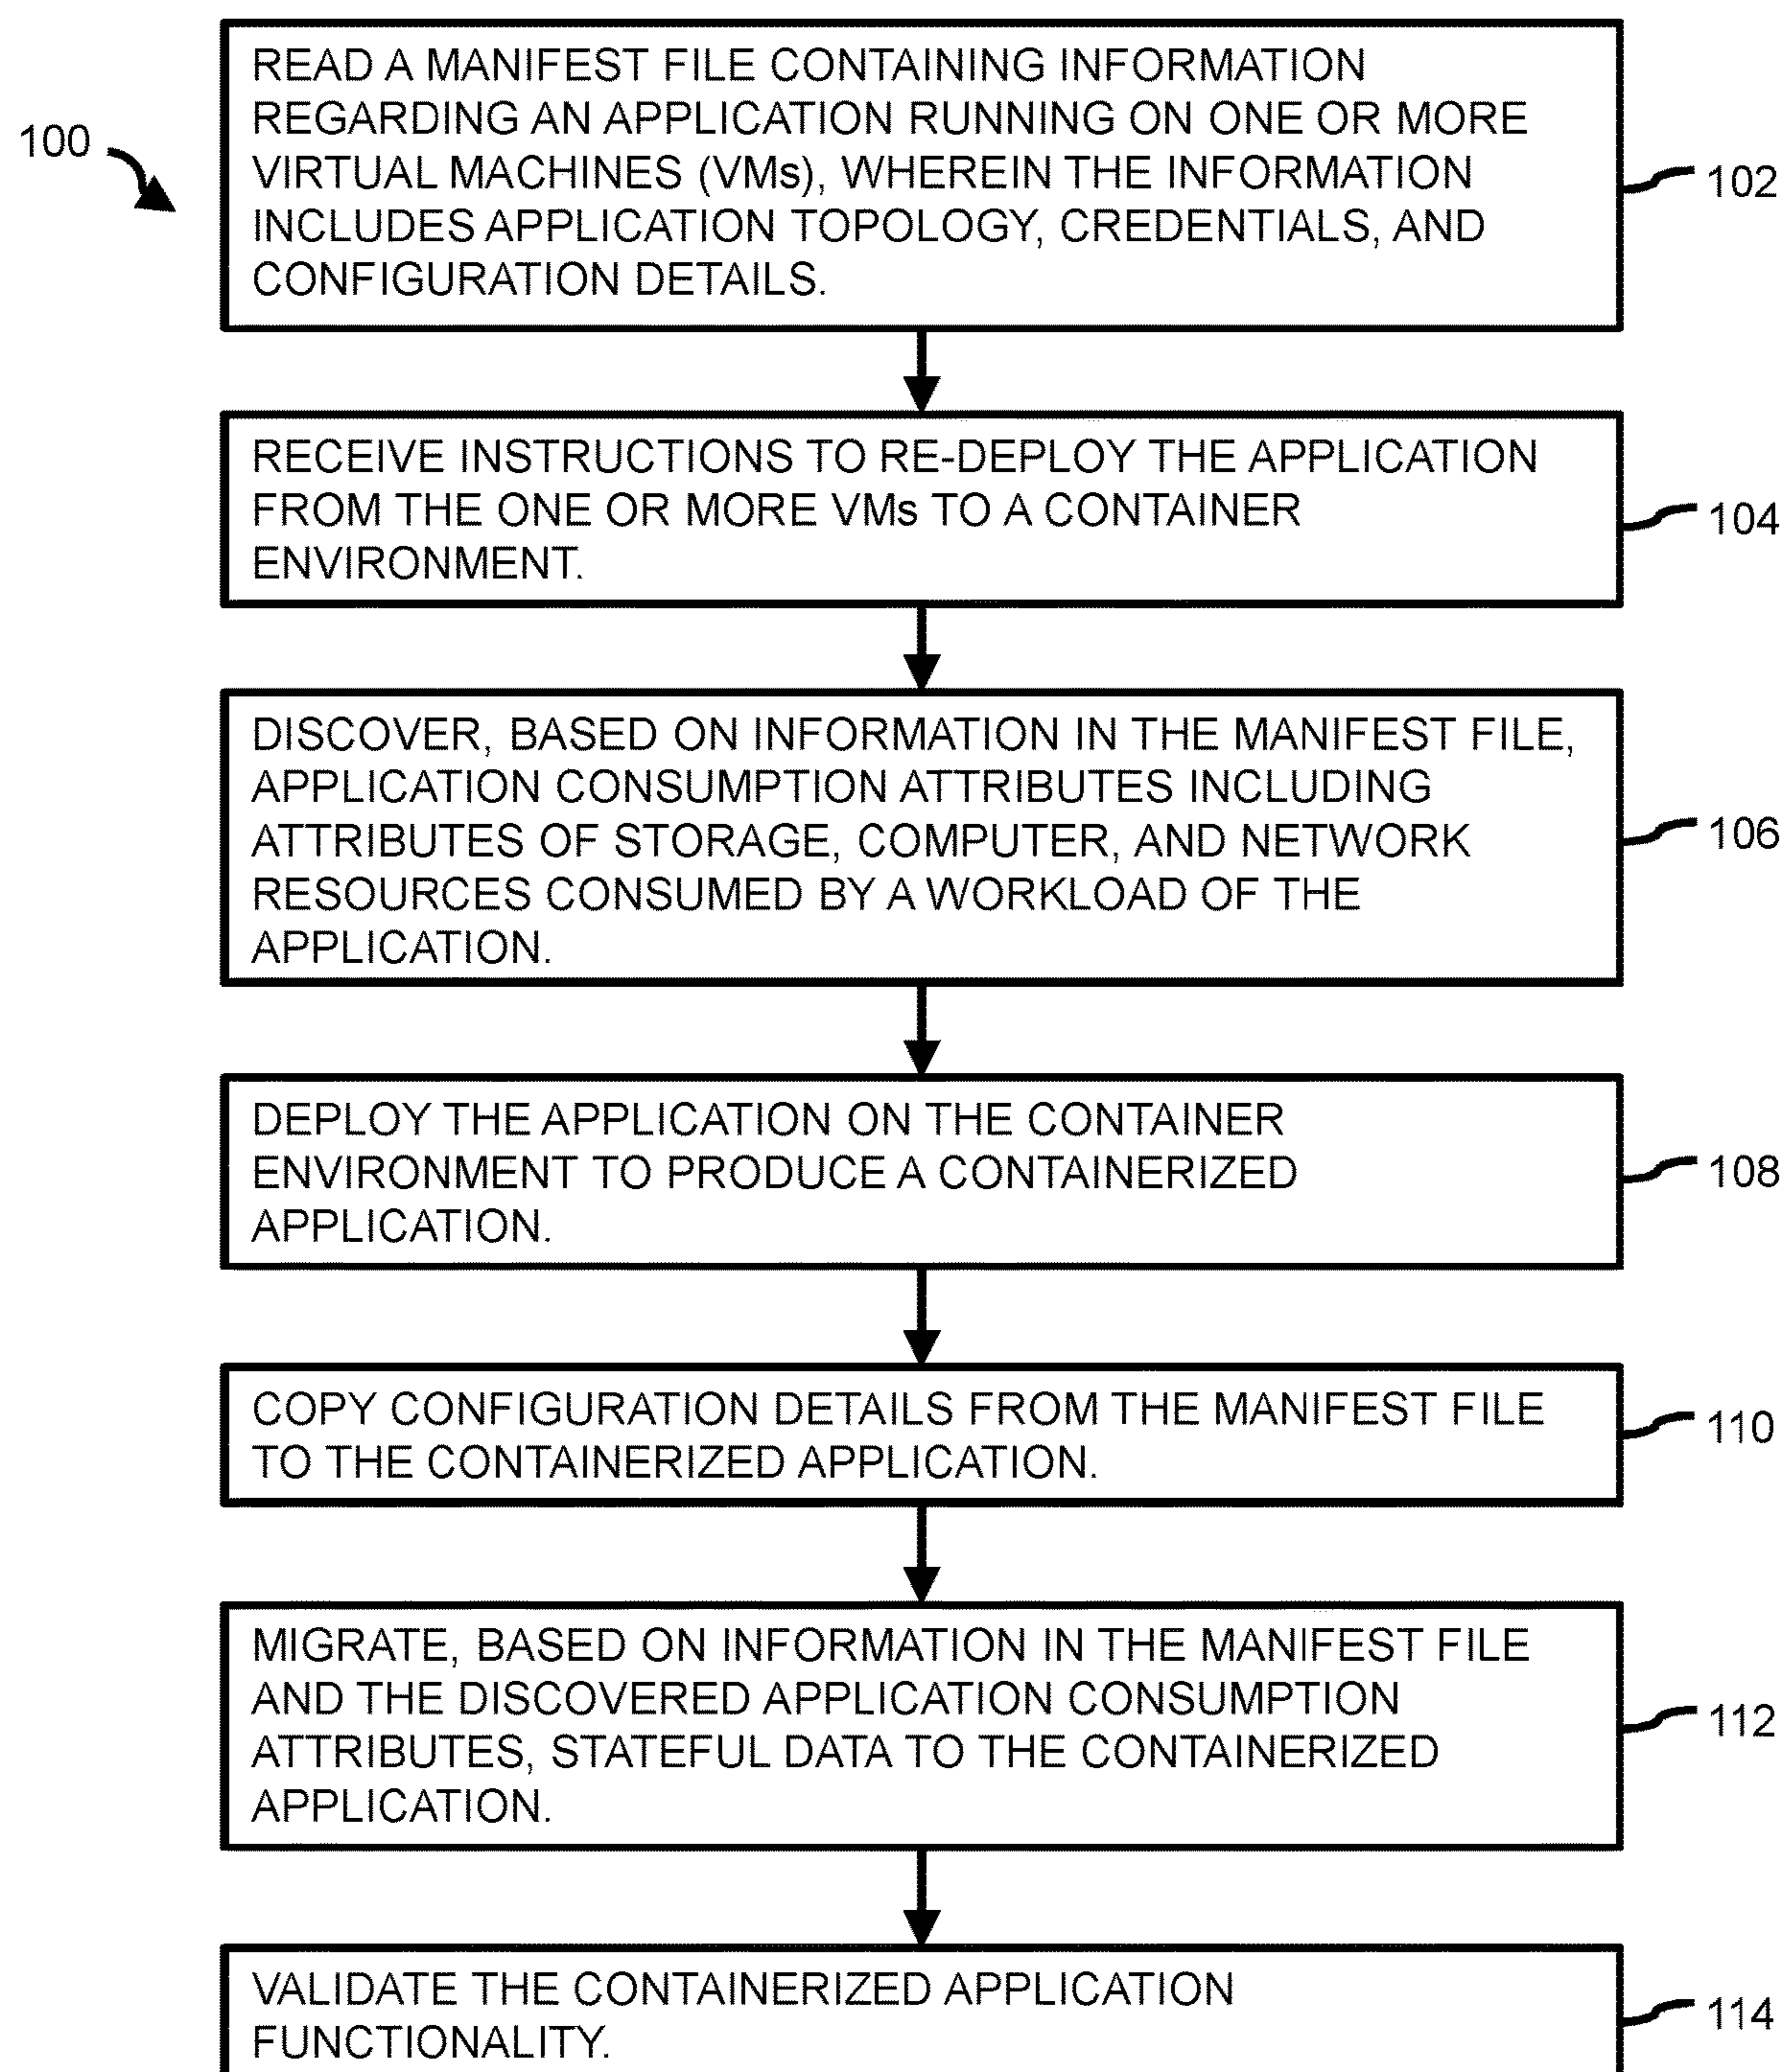 READ A MANIFEST FILE CONTAINING INFORMATION
REGARDING AN APPLICATION RUNNING ON ONE OR MORE
VIRTUAL MACHINES (VMs), WHEREIN THE INFORMATION
INCLUDES APPLICATION TOPOLOGY, CREDENTIALS, AND
CONFIGURATION DETAILS.
100
102
RECEIVE INSTRUCTIONS TO RE-DEPLOY THE APPLICATION
FROM THE ONE OR MORE VMs TO A CONTAINER
ENVIRONMENT.
104
DISCOVER, BASED ON INFORMATION IN THE MANIFEST FILE,
APPLICATION CONSUMPTION ATTRIBUTES INCLUDING
ATTRIBUTES OF STORAGE, COMPUTER, AND NETWORK
RESOURCES CONSUMED BY A WORKLOAD OF THE
APPLICATION.
106
DEPLOY THE APPLICATION ON THE CONTAINER
ENVIRONMENT TO PRODUCE A CONTAINERIZED
APPLICATION.
108
COPY CONFIGURATION DETAILS FROM THE MANIFEST FILE
TO THE CONTAINERIZED APPLICATION.
110
MIGRATE, BASED ON INFORMATION IN THE MANIFEST FILE
AND THE DISCOVERED APPLICATION CONSUMPTION
ATTRIBUTES, STATEFUL DATA TO THE CONTAINERIZED
APPLICATION.
112
VALIDATE THE CONTAINERIZED APPLICATION
FUNCTIONALITY.
114